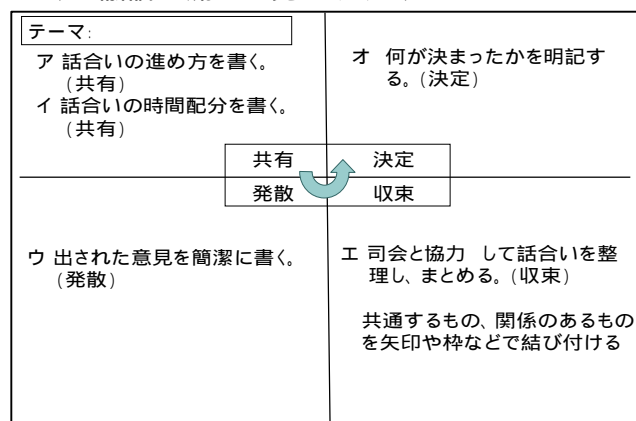 テーマ:
ア 話合いの進め方を書く。
(共有)
イ 話合いの時間配分を書く。
(共有)
オ 何が決まったかを明記す
る。(決定)
共有
決定
発散
収束
ウ 出された意見を簡潔に書く。
(発散)
エ 司会と協力 して話合いを整
理し、まとめる。(収束)
共通するもの、関係のあるもの
を矢印や枠などで結び付ける